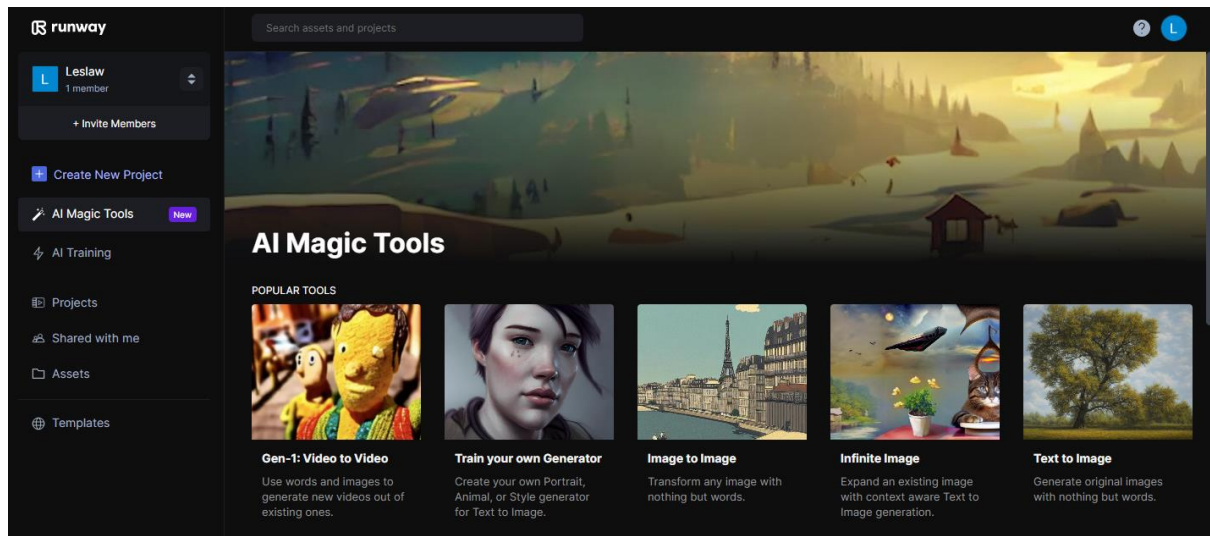 runway
Search assets and projects
?
L
L
Leslaw
1 member
+ Invite Members
+ Create New Project
AI Magic Tools
New
AI Training
Projects
Shared with me
Assets
Templates
AI Magic Tools
POPULAR TOOLS
Gen-1: Video to Video
Use words and images to
generate new videos out of
existing ones.
Train your own Generator
Create your own Portrait,
Animal, or Style generator
for Text to Image.
Image to Image
Transform any image with
nothing but words.
Infinite Image
Expand an existing image
with context aware Text to
Image generation.
Text to Image
Generate original images
with nothing but words.